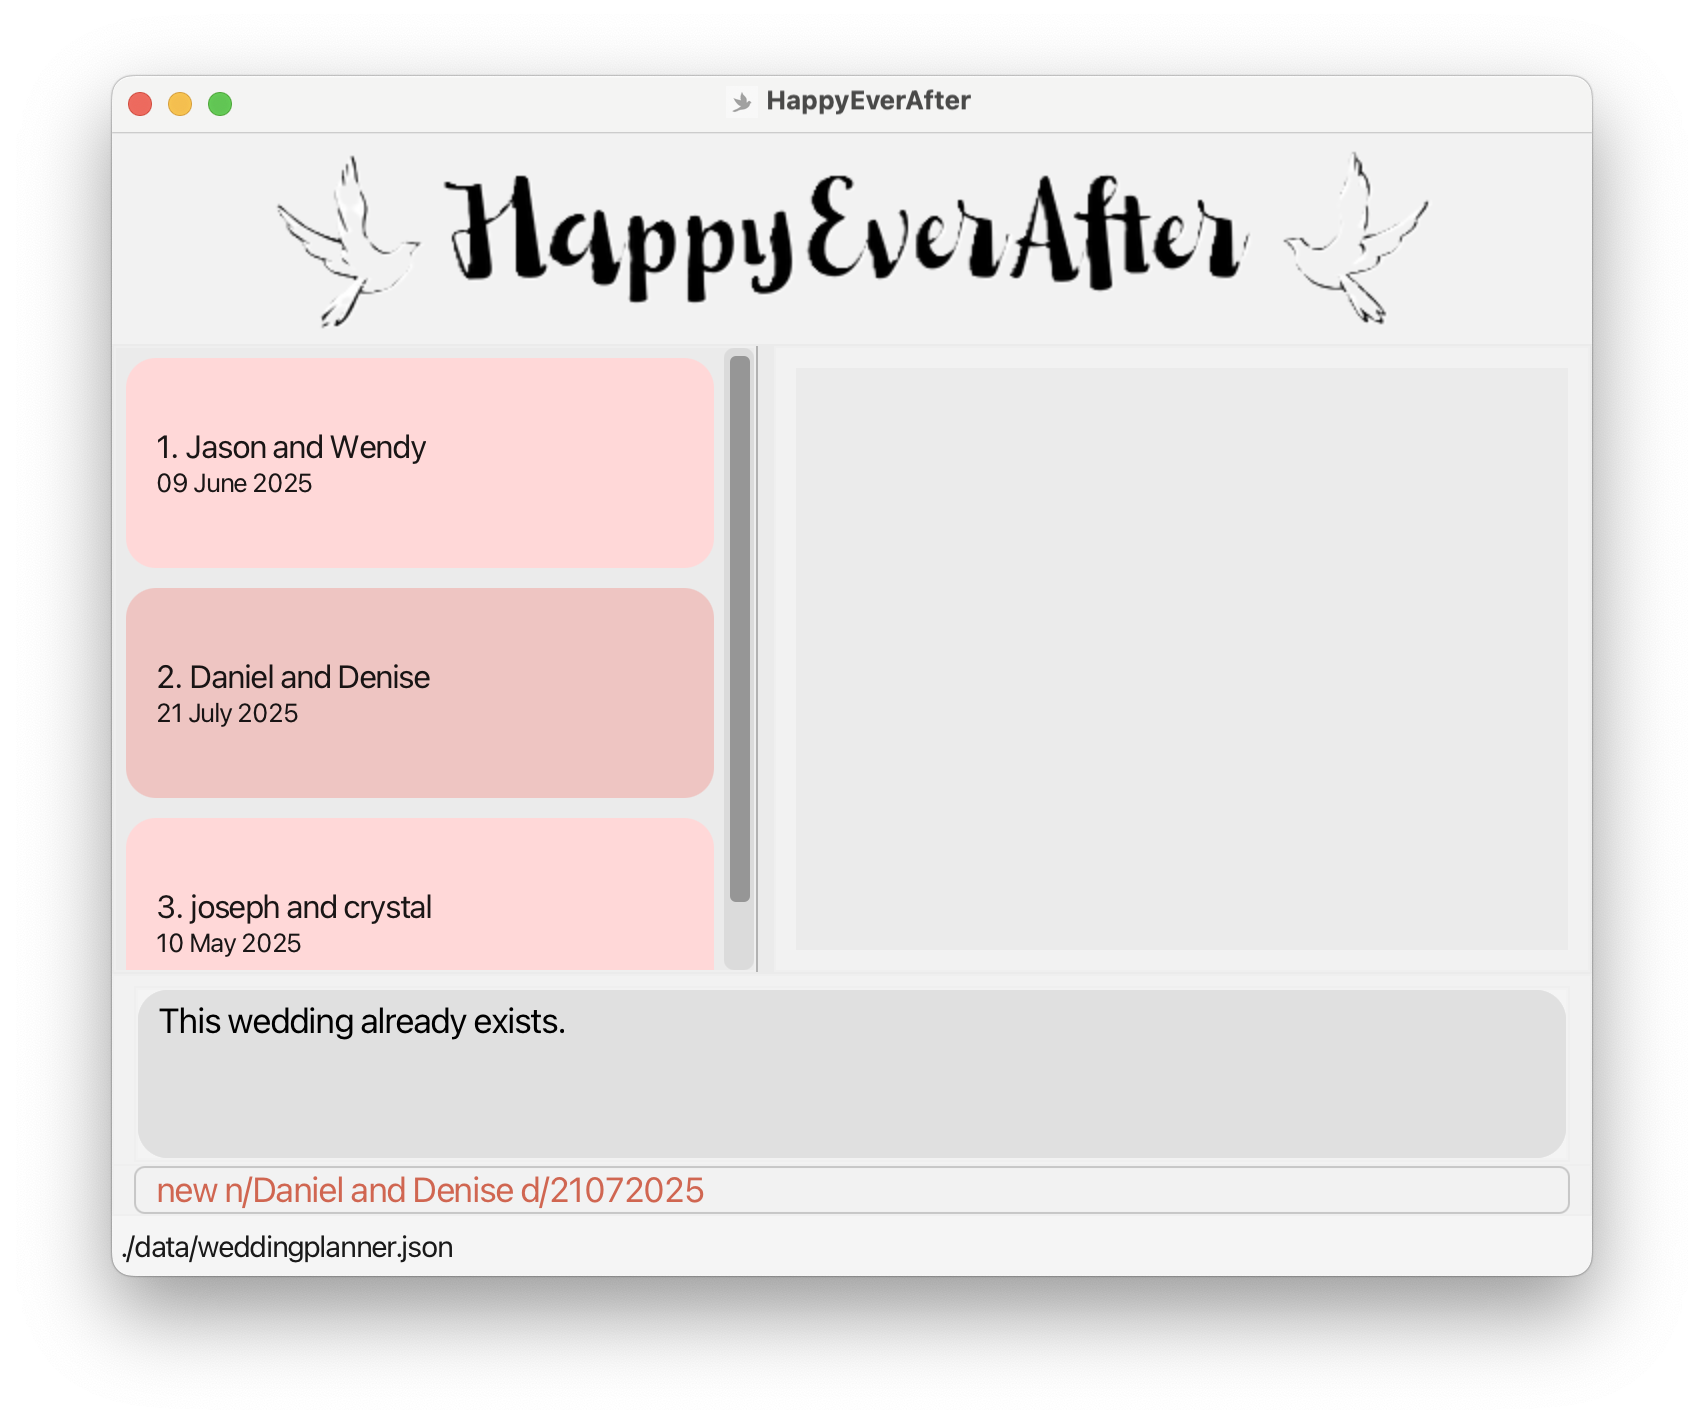 HappyEverAfter
HappyEverAfter
1. Jason and Wendy
09 June 2025
2. Daniel and Denise
21 July 2025
3. joseph and crystal
10 May 2025
This wedding already exists.
new n/Daniel and Denise d/21072025
./data/weddingplanner.json